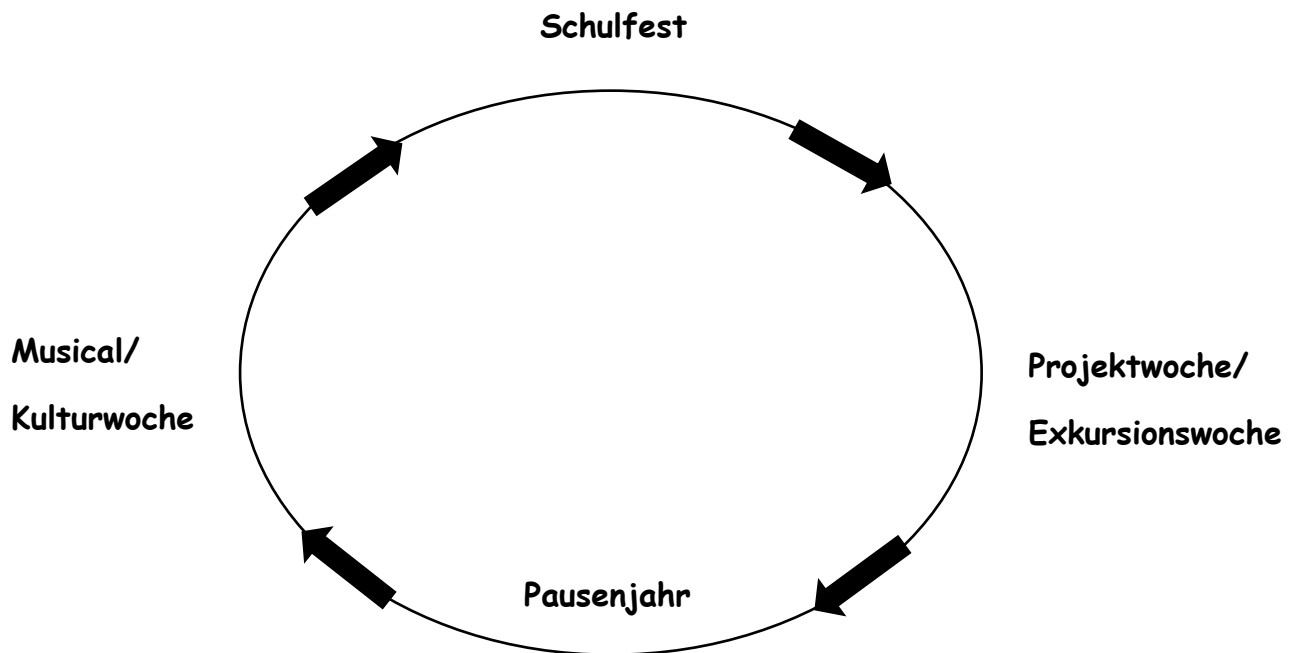 Schulfest
Musical/
Kulturwoche
Projektwoche/
Exkursionswoche
Pausenjahr